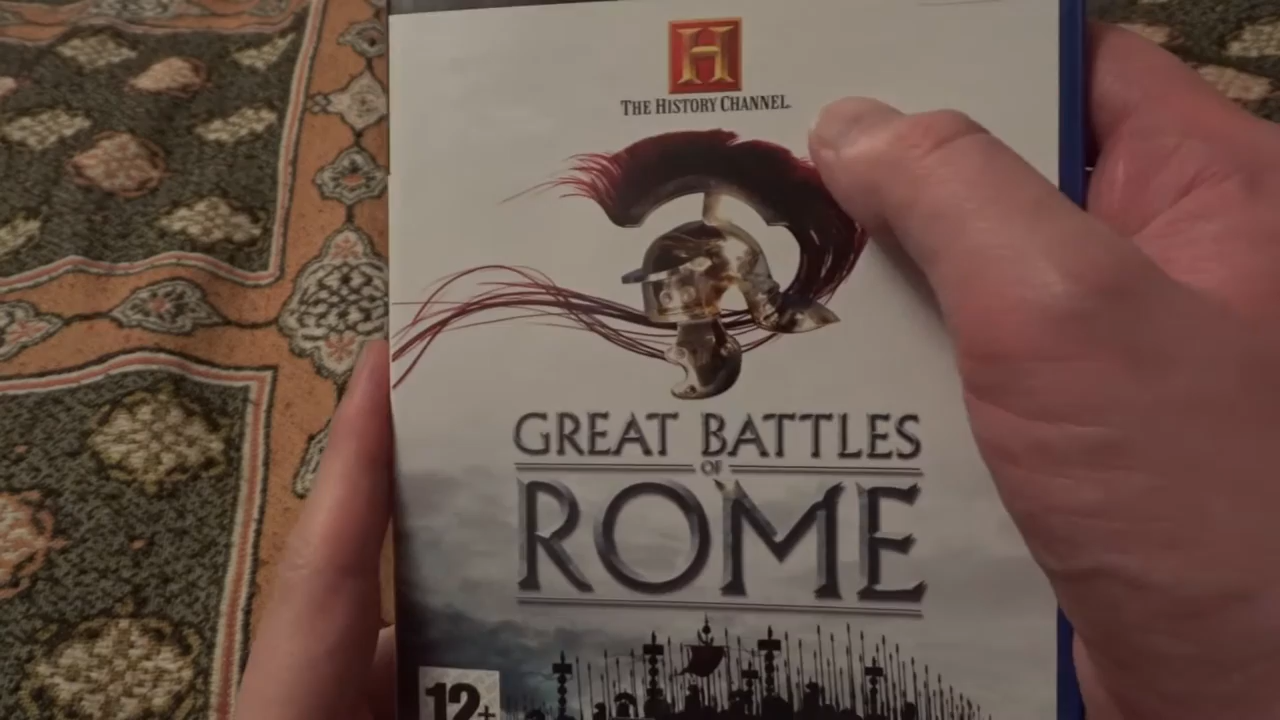 H
THE HISTORY CHANNEL.
GREAT BATTLES
OF
ROME
12+